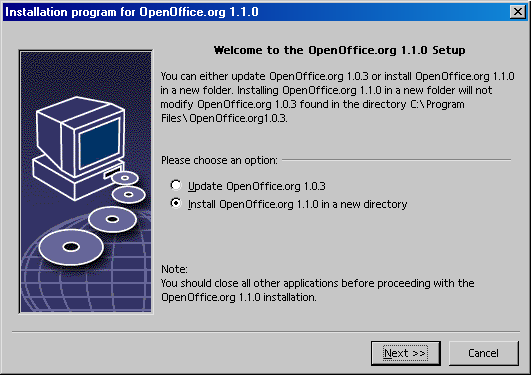 Installation program for OpenOffice.org 1.1.0
Welcome to the OpenOffice.org 1.1.0 Setup
You can either update OpenOffice.org 1.0.3 or install OpenOffice.org 1.1.0
in a new folder. Installing OpenOffice.org 1.1.0 in a new folder will not
modify OpenOffice.org 1.0.3 found in the directory C:\Program
Files\OpenOffice.org1.0.3.
Please choose an option:
Update OpenOffice.org 1.0.3
Install OpenOffice.org 1.1.0 in a new directory
Note:
You should close all other applications before proceeding with the
OpenOffice.org 1.1.0 installation.
Next >>
Cancel